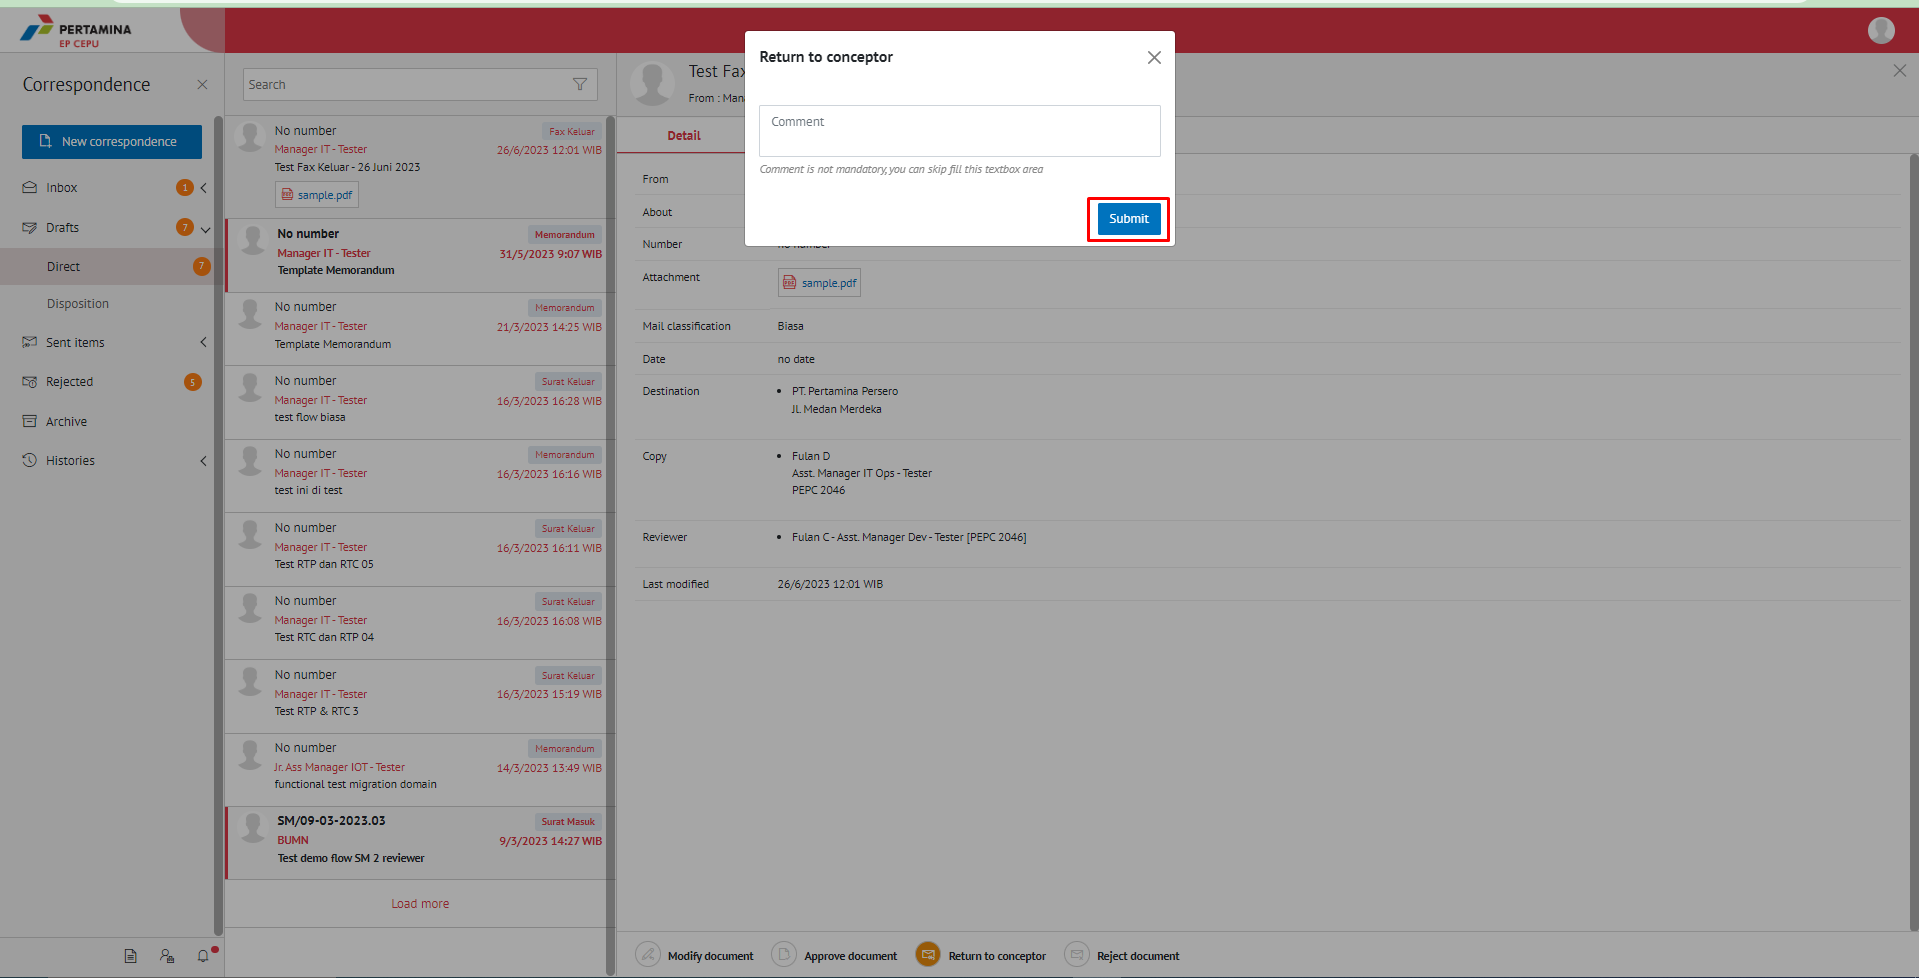 PERTAMINA
EP CEPU
Correspondence
New correspondence
Inbox
1
Drafts
7
Direct
7
Disposition
Sent items
Rejected
5
Archive
Histories
Search
No number
Fax Keluar
Manager IT - Tester
26/6/2023 12:01 WIB
Test Fax Keluar - 26 Juni 2023
sample.pdf
No number
Memorandum
Manager IT - Tester
31/5/2023 9:07 WIB
Template Memorandum
No number
Memorandum
Manager IT - Tester
21/3/2023 14:25 WIB
Template Memorandum
No number
Surat Keluar
Manager IT - Tester
16/3/2023 16:28 WIB
test flow biasa
No number
Memorandum
Manager IT - Tester
16/3/2023 16:16 WIB
test ini di test
No number
Surat Keluar
Manager IT - Tester
16/3/2023 16:11 WIB
Test RTP dan RTC 05
No number
Surat Keluar
Manager IT - Tester
16/3/2023 16:08 WIB
Test RTC dan RTP 04
No number
Surat Keluar
Manager IT - Tester
16/3/2023 15:19 WIB
Test RTP & RTC 3
No number
Memorandum
Jr. Ass Manager IOT - Tester
14/3/2023 13:49 WIB
functional test migration domain
SM/09-03-2023.03
Surat Masuk
BUMN
9/3/2023 14:27 WIB
Test demo flow SM 2 reviewer
Load more
Test Fax
From : Mana
Detail
Return to conceptor
Comment
Comment is not mandatory, you can skip fill this textbox area
Submit
From
About
Number
no number
Attachment
sample.pdf
Mail classification
Biasa
Date
no date
Destination
• PT. Pertamina Persero
JL Medan Merdeka
Copy
• Fulan D
Asst. Manager IT Ops - Tester
PEPC 2046
Reviewer
• Fulan C - Asst. Manager Dev - Tester [PEPC 2046]
Last modified
26/6/2023 12:01 WIB
Modify document
Approve document
Return to conceptor
Reject document